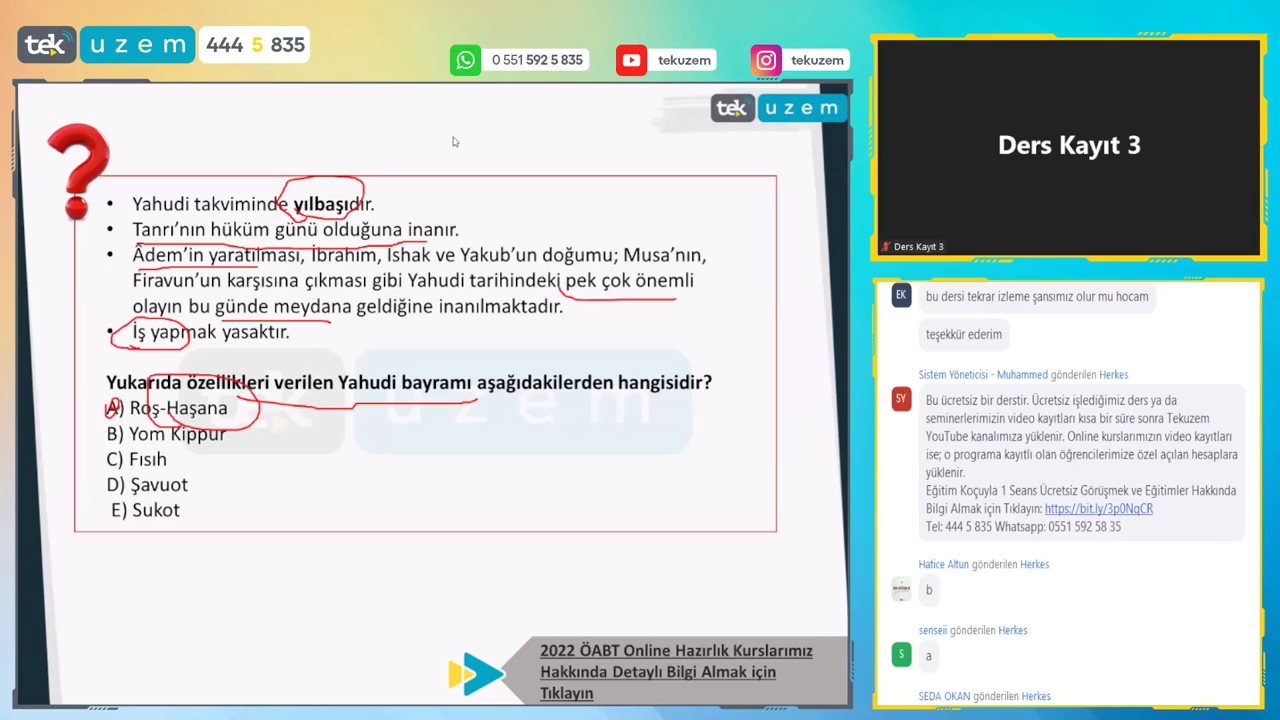 tek uzem 444 5 835
0 551 592 5 835
tekuzem
tekuzem
tek uzem
• Yahudi takviminde yılbaşıdır.
• Tanrı’nın hüküm günü olduğuna inanır.
• Âdem’in yaratılması, İbrahim, İshak ve Yakub’un doğumu; Musa’nın,
Firavun’un karşısına çıkması gibi Yahudi tarihindeki pek çok önemli
olayın bu günde meydana geldiğine inanılmaktadır.
• İş yapmak yasaktır.
Yukarıda özellikleri verilen Yahudi bayramı aşağıdakilerden hangisidir?
A) Roş-Haşana
B) Yom Kippur
C) Fısıh
D) Şavuot
E) Sukot
tek uzem
2022 ÖABT Online Hazırlık Kurslarımız
Hakkında Detaylı Bilgi Almak için
Tıklayın
Ders Kayıt 3
Ders Kayıt 3
EK
bu dersi tekrar izleme şansımız olur mu hocam
teşekkür ederim
Sistem Yöneticisi - Muhammed gönderilen Herkes
SY
Bu ücretsiz bir derstir. Ücretsiz işlediğimiz ders ya da
seminerlerimizin video kayıtları kısa bir süre sonra Tekuzem
YouTube kanalımıza yüklenir. Online kurslarımızın video kayıtları
ise; o programa kayıtlı olan öğrencilerimize özel açılan hesaplara
yüklenir.
Eğitim Koçuyla 1 Seans Ücretsiz Görüşmek ve Eğitimler Hakkında
Bilgi Almak için Tıklayın: https://bit.ly/3p0NqCR
Tel: 444 5 835 Whatsapp: 0551 592 58 35
Hatice Altun gönderilen Herkes
b
senseii gönderilen Herkes
S
a
SEDA OKAN gönderilen Herkes